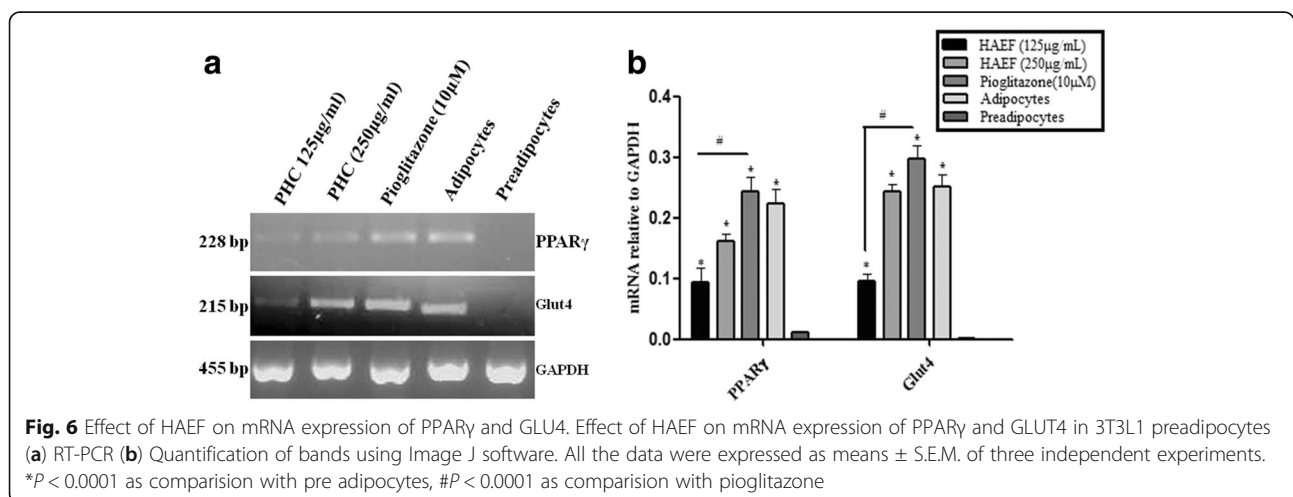 a
PHC 125µg/ml)
PHC (250µg/ml)
Pioglitazone (10µM)
Adipocytes
Preadipocytes
228 bp
PPARγ
215 bp
Glut4
455 bp
GAPDH
b
HAEF (125µg/mL)
HAEF (250µg/mL)
Pioglitazone(10µM)
Adipocytes
Preadipocytes
mRNA relative to GAPDH
0.4
0.3
0.2
0.1
0.0
#
*
*
*
*
#
*
*
*
*
PPARγ
Glut4
Fig. 6 Effect of HAEF on mRNA expression of PPARγ and GLU4. Effect of HAEF on mRNA expression of PPARγ and GLUT4 in 3T3L1 preadipocytes
(a) RT-PCR (b) Quantification of bands using Image J software. All the data were expressed as means ± S.E.M. of three independent experiments.
*P < 0.0001 as comparision with pre adipocytes, #P < 0.0001 as comparision with pioglitazone